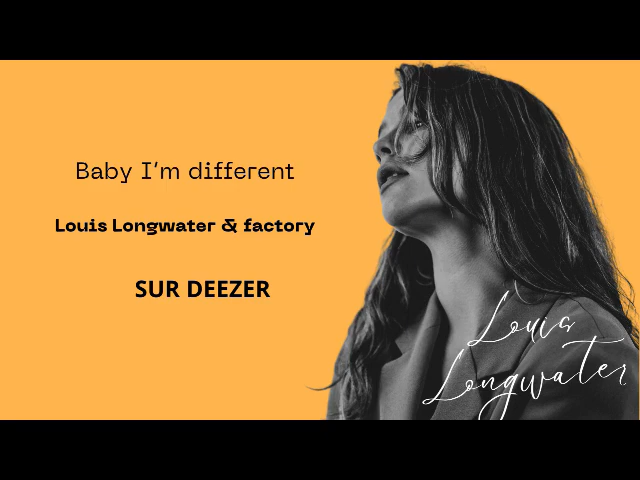 Baby I'm different
Louis Longwater & factory
SUR DEEZER
Louis
Longwater